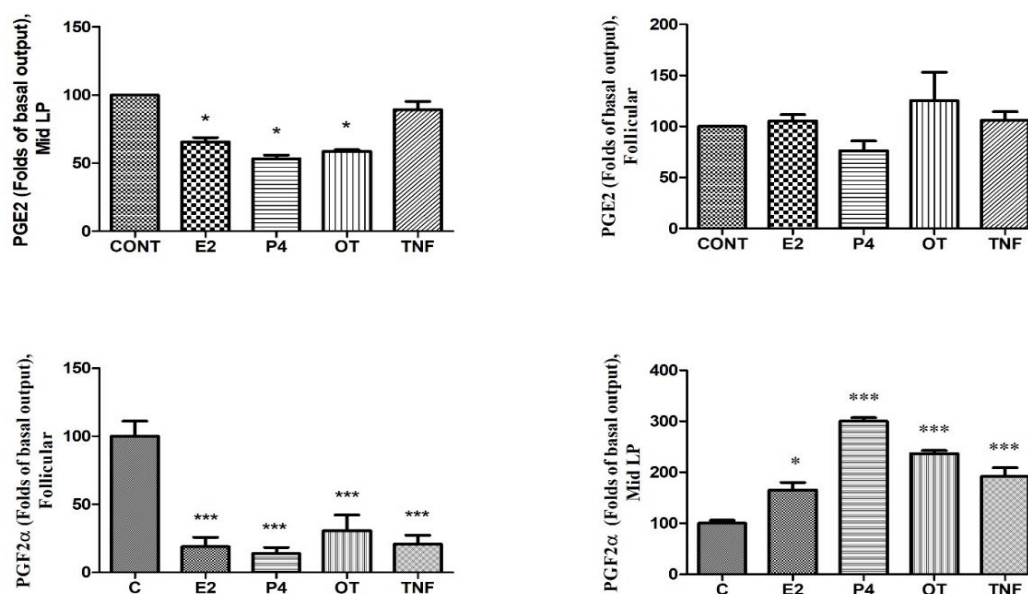 PGE2 (Folds of basal output),
Mid LP
150
100
50
0
*
*
*
CONT E2 P4 OT TNF
PGE2 (Folds of basal output),
Follicular
200
150
100
50
0
CONT E2 P4 OT TNF
PGF2α (Folds of basal output),
Follicular
150
100
50
0
***
***
***
***
C E2 P4 OT TNF
PGF2α (Folds of basal output),
Mid LP
400
300
200
100
0
*
***
***
***
C E2 P4 OT TNF